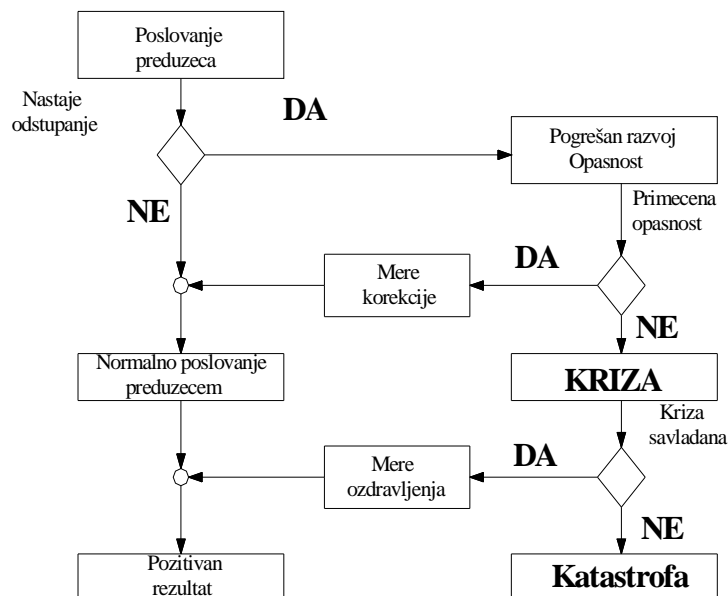 Poslovanje
preduzeca
Nastaje
odstupanje
DA
Pogrešan razvoj
Opasnost
NE
Primecena
opasnost
Mere
korekcije
DA
NE
Normalno poslovanje
preduzecem
KRIZA
Kriza
savladana
Mere
ozdravljenja
DA
NE
Pozitivan
rezultat
Katastrofa